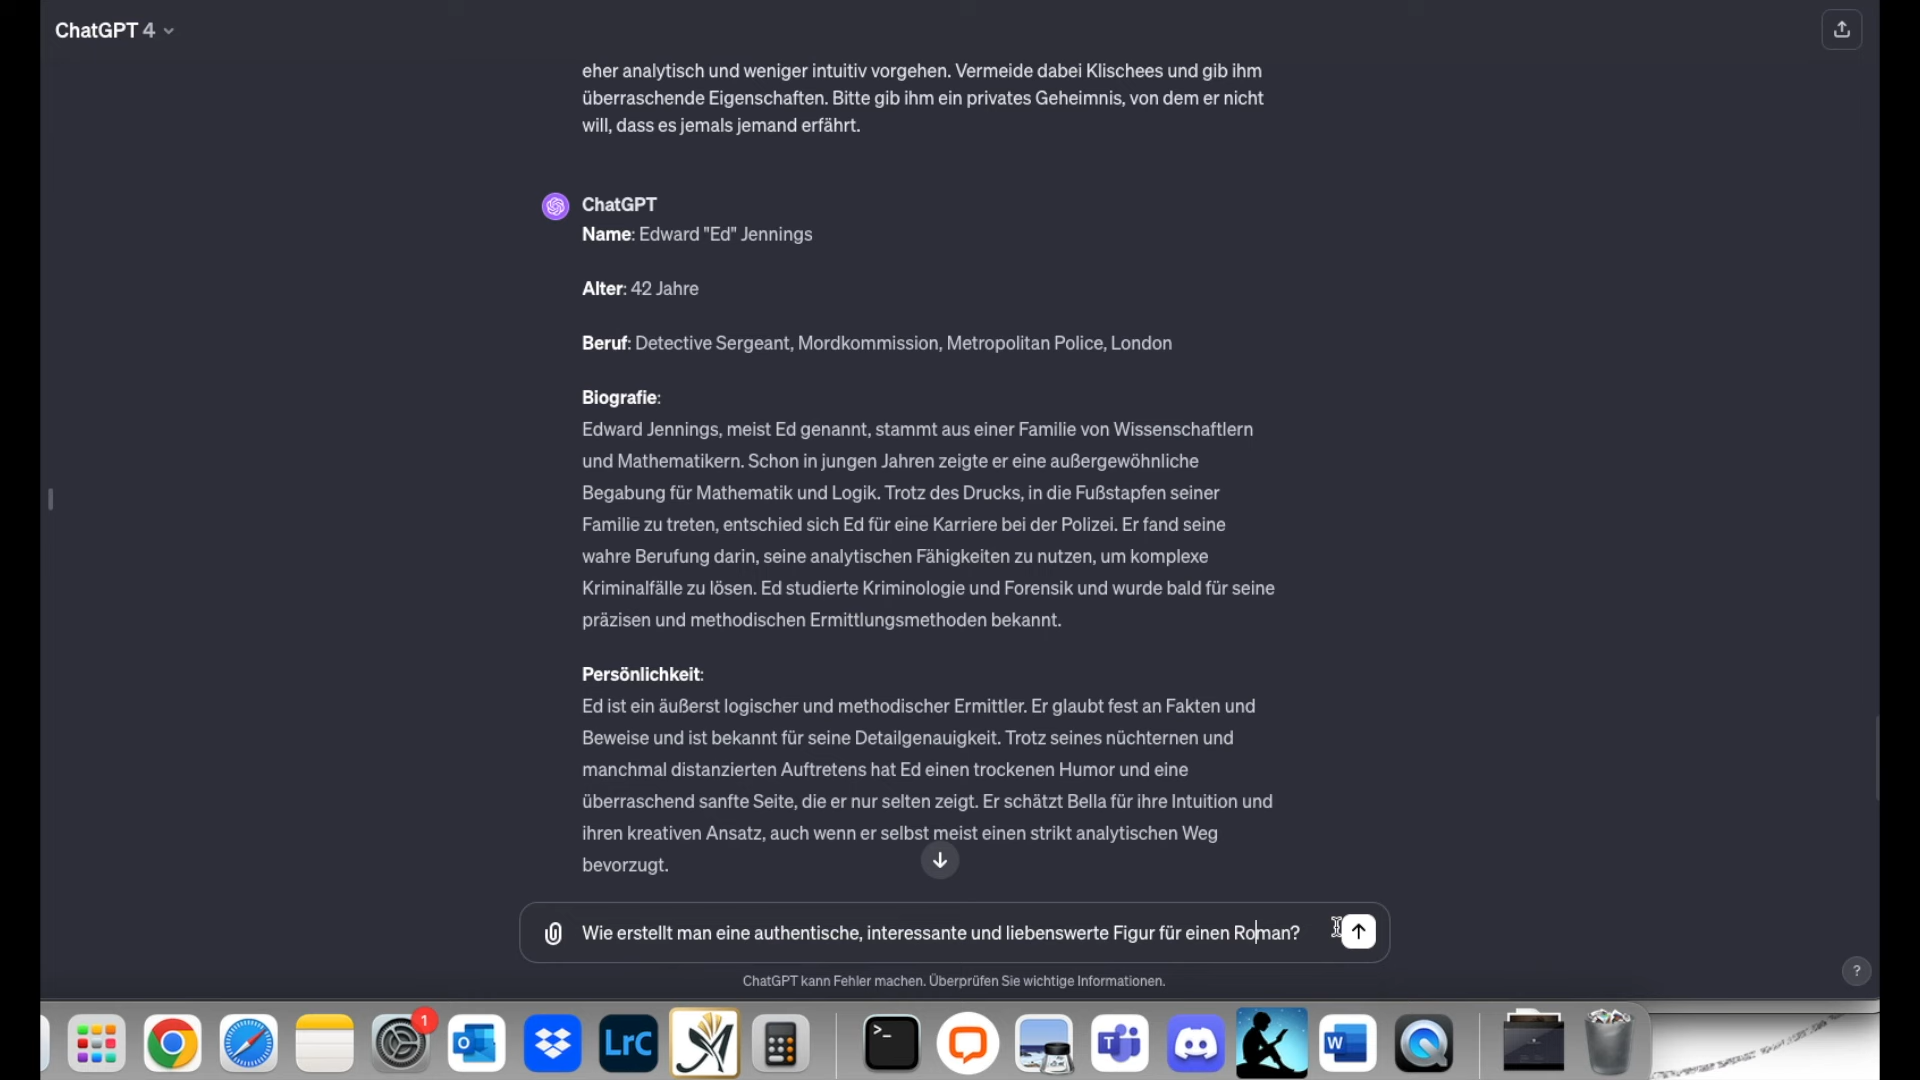 ChatGPT 4
eher analytisch und weniger intuitiv vorgehen. Vermeide dabei Klischees und gib ihm
überraschende Eigenschaften. Bitte gib ihm ein privates Geheimnis, von dem er nicht
will, dass es jemals jemand erfährt.
ChatGPT
Name: Edward "Ed" Jennings
Alter: 42 Jahre
Beruf: Detective Sergeant, Mordkommission, Metropolitan Police, London
Biografie:
Edward Jennings, meist Ed genannt, stammt aus einer Familie von Wissenschaftlern
und Mathematikern. Schon in jungen Jahren zeigte er eine außergewöhnliche
Begabung für Mathematik und Logik. Trotz des Drucks, in die Fußstapfen seiner
Familie zu treten, entschied sich Ed für eine Karriere bei der Polizei. Er fand seine
wahre Berufung darin, seine analytischen Fähigkeiten zu nutzen, um komplexe
Kriminalfälle zu lösen. Ed studierte Kriminologie und Forensik und wurde bald für seine
präzisen und methodischen Ermittlungsmethoden bekannt.
Persönlichkeit:
Ed ist ein äußerst logischer und methodischer Ermittler. Er glaubt fest an Fakten und
Beweise und ist bekannt für seine Detailgenauigkeit. Trotz seines nüchternen und
manchmal distanzierten Auftretens hat Ed einen trockenen Humor und eine
überraschend sanfte Seite, die er nur selten zeigt. Er schätzt Bella für ihre Intuition und
ihren kreativen Ansatz, auch wenn er selbst meist einen strikt analytischen Weg
bevorzugt.
Wie erstellt man eine authentische, interessante und liebenswerte Figur für einen Roman?
ChatGPT kann Fehler machen. Überprüfen Sie wichtige Informationen.
?
1
O
LrC
>_
T
W